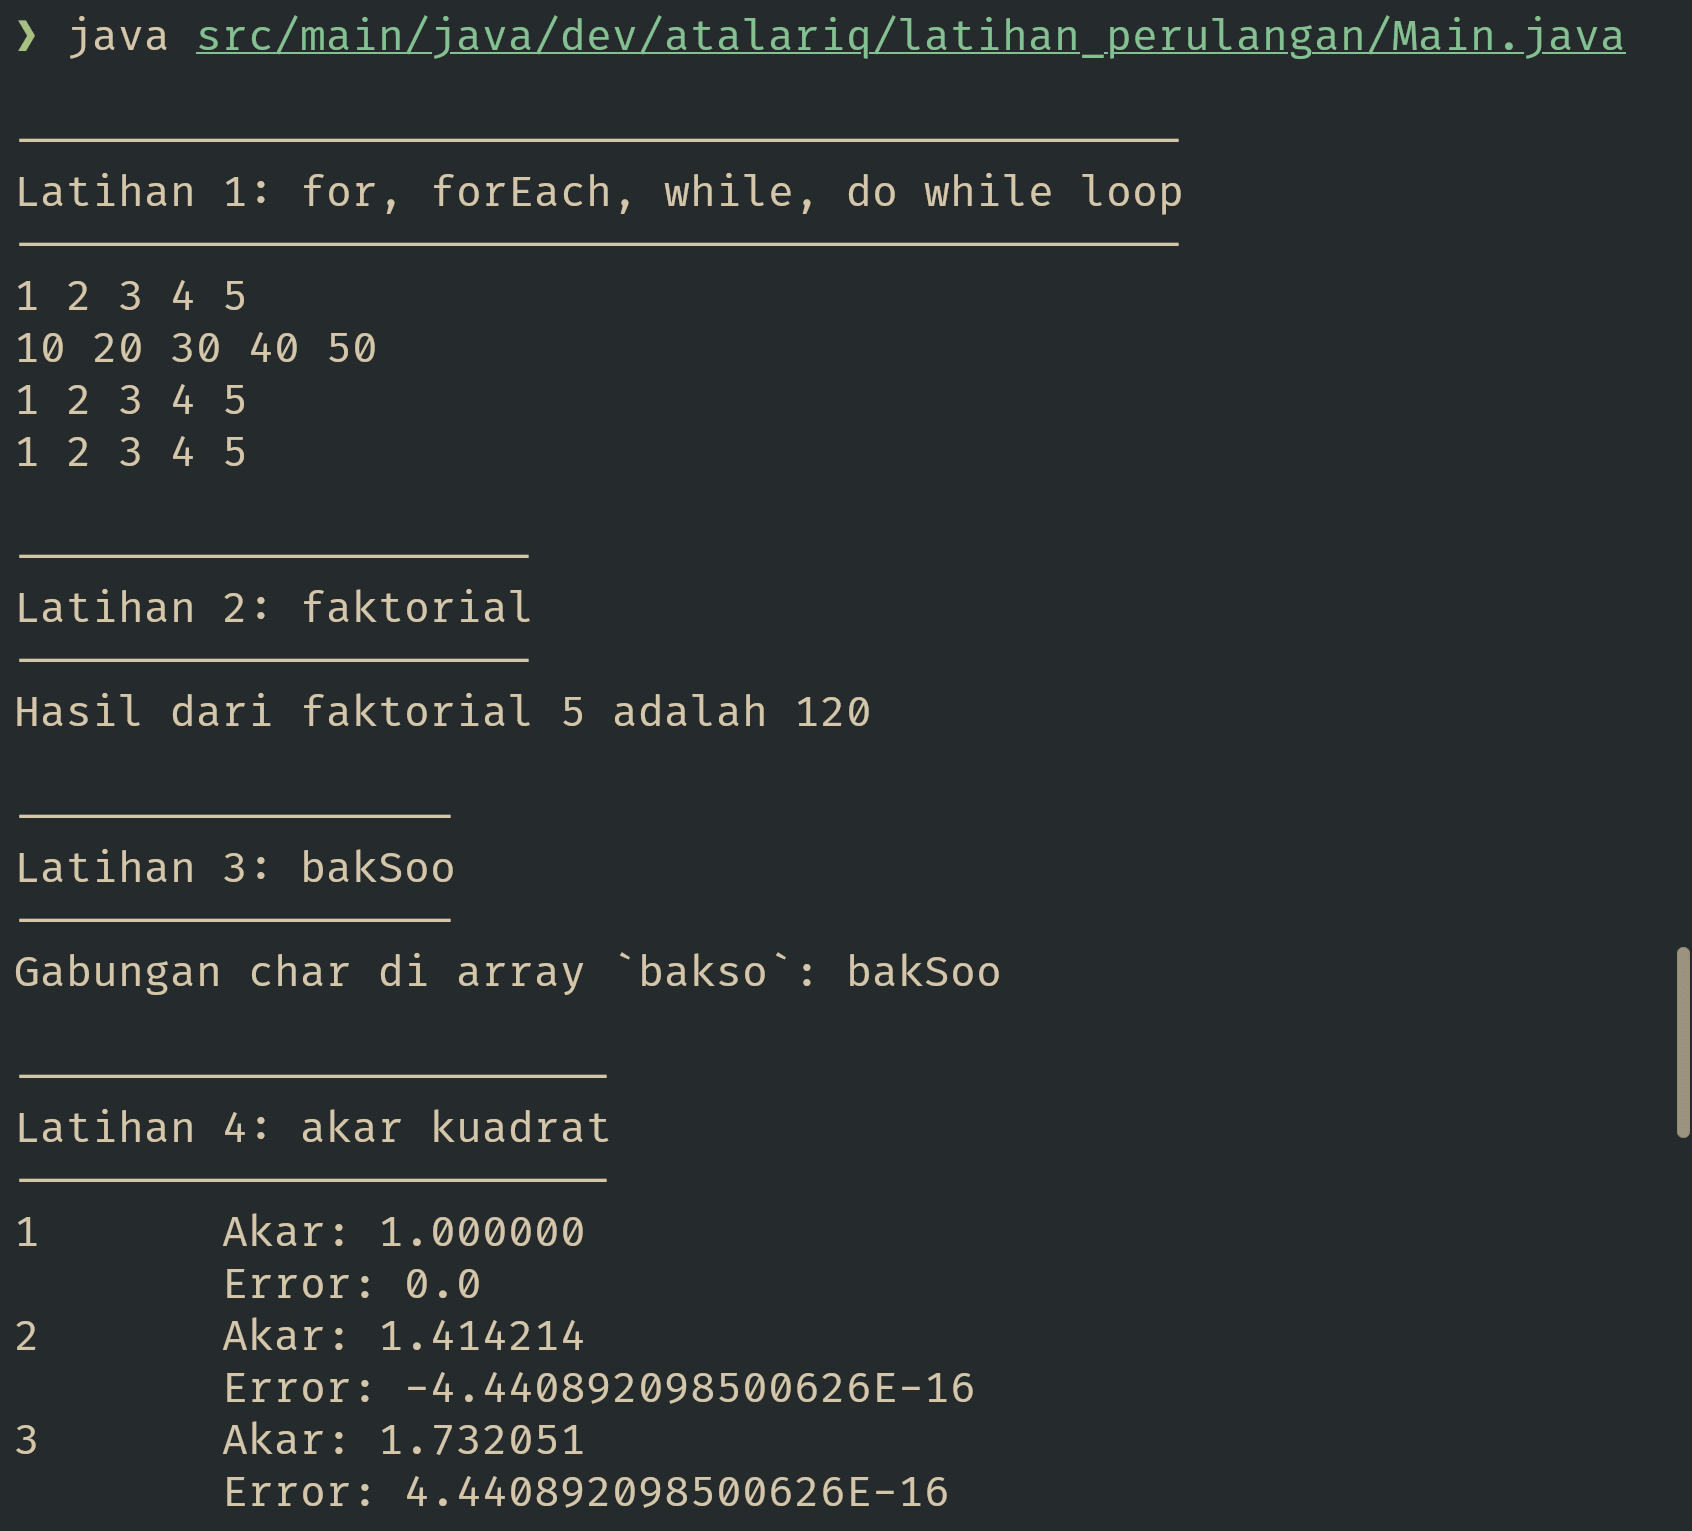 ❯ java src/main/java/dev/atalariq/latihan_perulangan/Main.java
Latihan 1: for, forEach, while, do while loop
1 2 3 4 5
10 20 30 40 50
1 2 3 4 5
1 2 3 4 5
Latihan 2: faktorial
Hasil dari faktorial 5 adalah 120
Latihan 3: bakSoo
Gabungan char di array `bakso`: bakSoo
Latihan 4: akar kuadrat
1 Akar: 1.000000
Error: 0.0
2 Akar: 1.414214
Error: -4.440892098500626E-16
3 Akar: 1.732051
Error: 4.440892098500626E-16